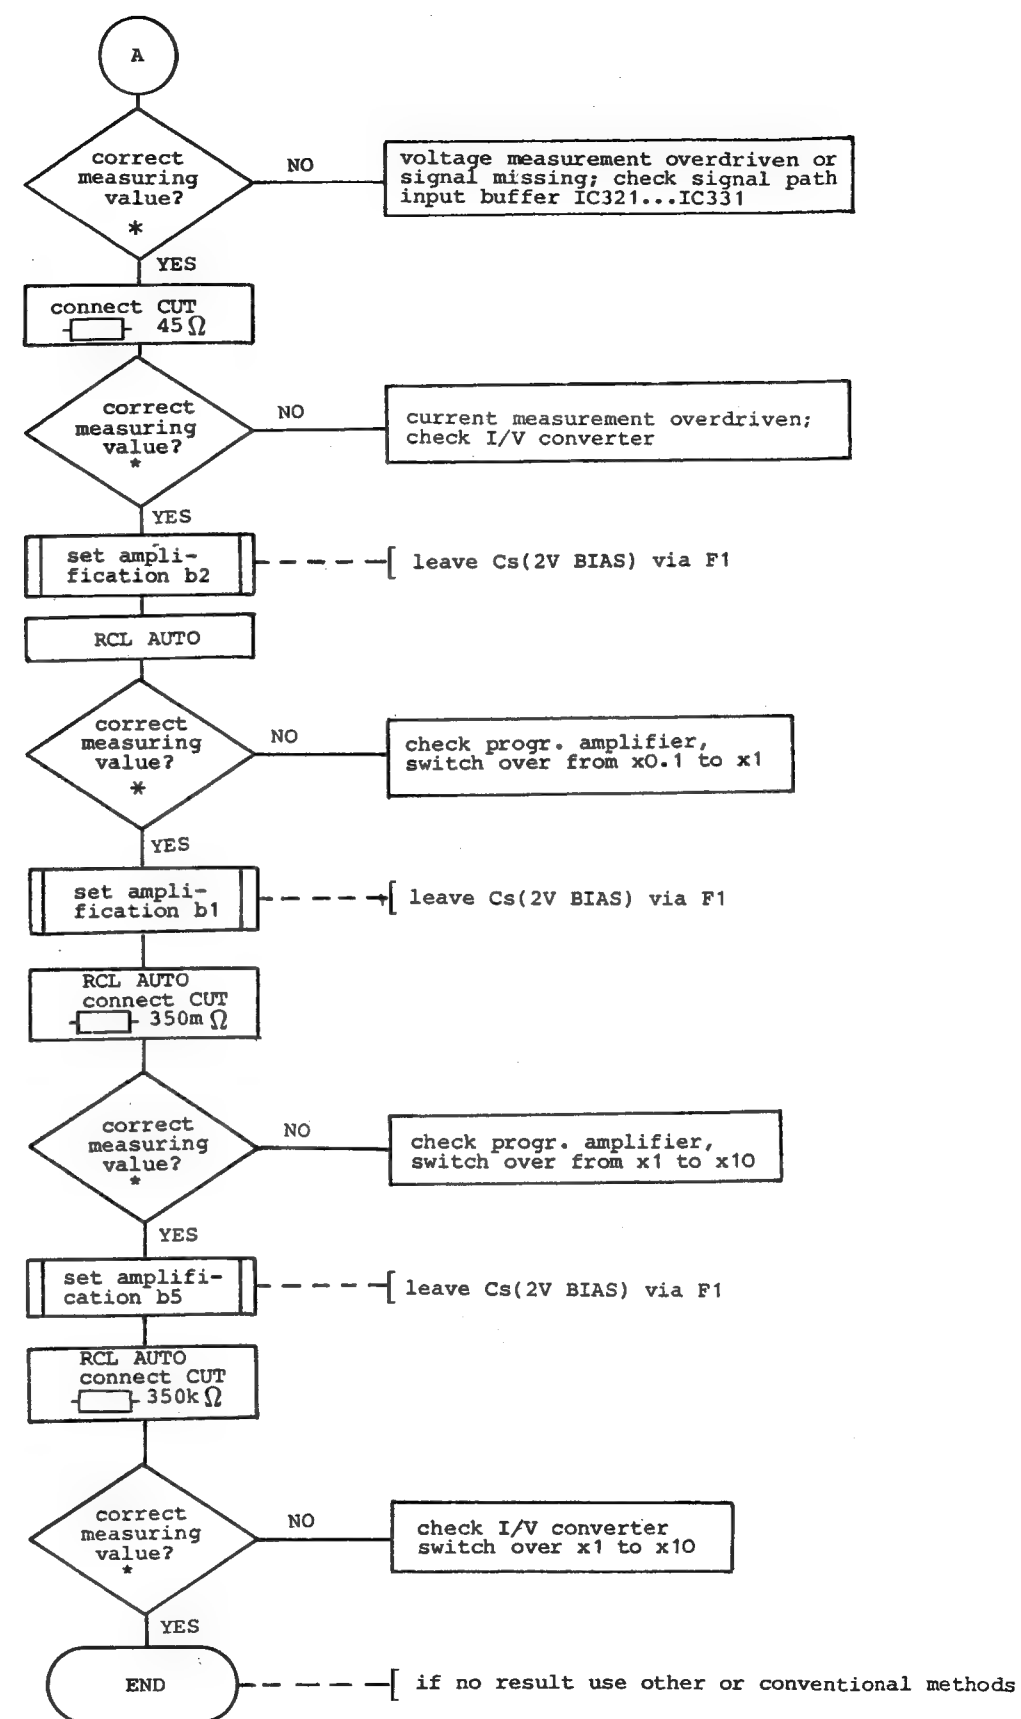 A
correct
measuring
value?
*
NO
voltage measurement overdriven or
signal missing; check signal path
input buffer IC321...IC331
YES
connect CUT
45Ω
correct
measuring
value?
*
NO
current measurement overdriven;
check I/V converter
YES
set ampli-
fication b2
leave Cs(2V BIAS) via F1
RCL AUTO
correct
measuring
value?
*
NO
check progr. amplifier,
switch over from x0.1 to x1
YES
set ampli-
fication b1
leave Cs(2V BIAS) via F1
RCL AUTO
connect CUT
350mΩ
correct
measuring
value?
*
NO
check progr. amplifier,
switch over from x1 to x10
YES
set amplifi-
cation b5
leave Cs(2V BIAS) via F1
RCL AUTO
connect CUT
350kΩ
correct
measuring
value?
*
NO
check I/V converter
switch over x1 to x10
YES
END
if no result use other or conventional methods